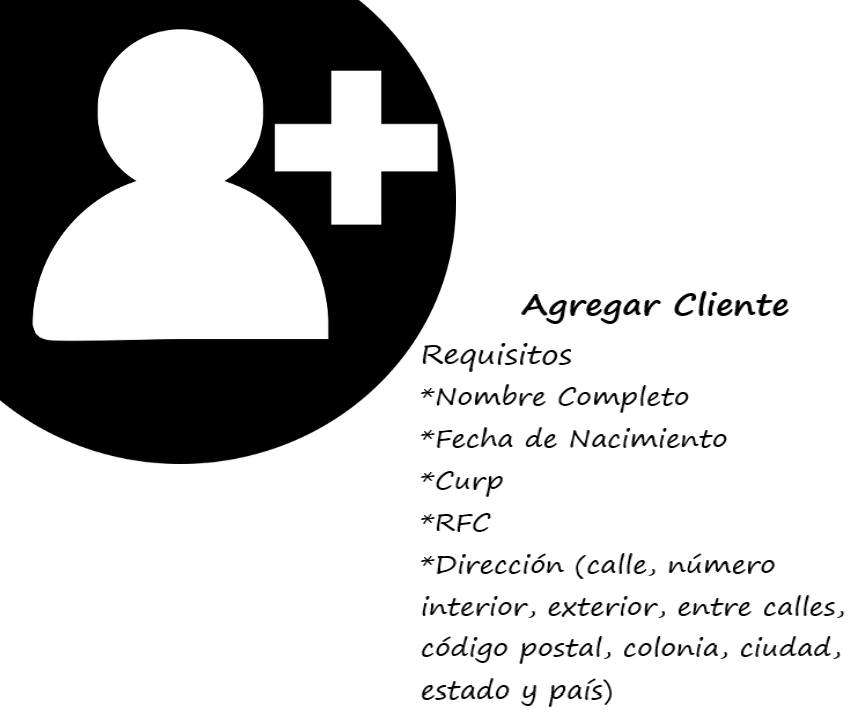 Agregar Cliente
Requisitos
*Nombre Completo
*Fecha de Nacimiento
*Curp
*RFC
*Dirección (calle, número
interior, exterior, entre calles,
código postal, colonia, ciudad,
estado y país)